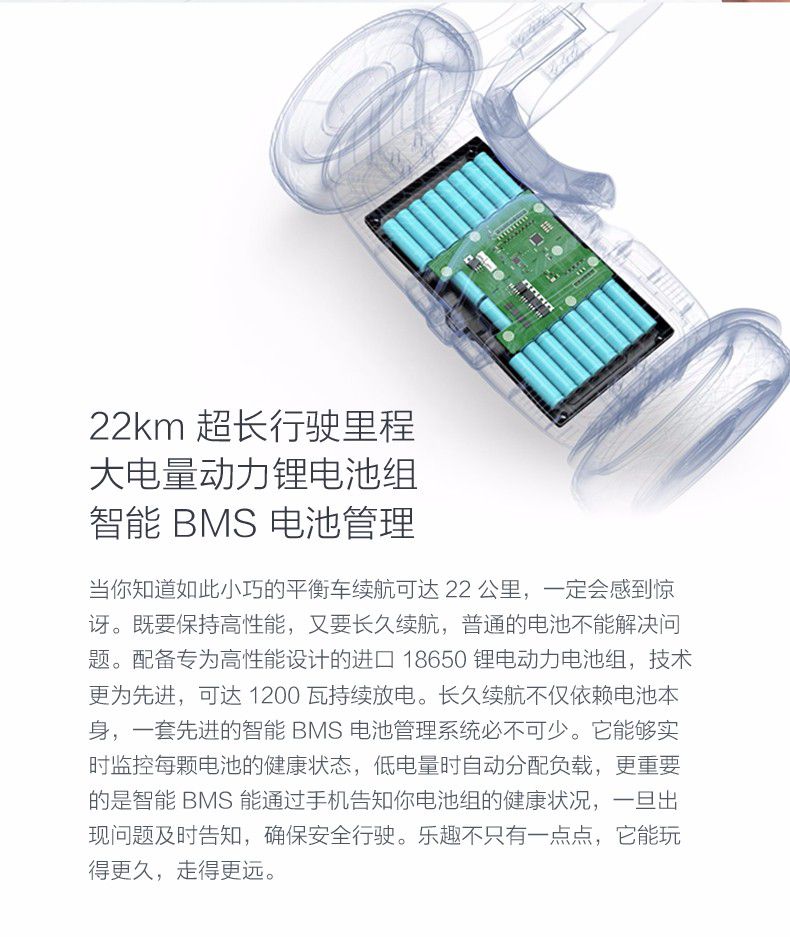 22km 超长行驶里程
大电量动力锂电池组
智能 BMS 电池管理
当你知道如此小巧的平衡车续航可达 22 公里，一定会感到惊
讶。既要保持高性能，又要长久续航，普通的电池不能解决问
题。配备专为高性能设计的进口 18650 锂电动力电池组，技术
更为先进，可达 1200 瓦持续放电。长久续航不仅依赖电池本
身，一套先进的智能 BMS 电池管理系统必不可少。它能够实
时监控每颗电池的健康状态，低电量时自动分配负载，更重要
的是智能 BMS 能通过手机告知你电池组的健康状况，一旦出
现问题及时告知，确保安全行驶。乐趣不只有一点点，它能玩
得更久，走得更远。